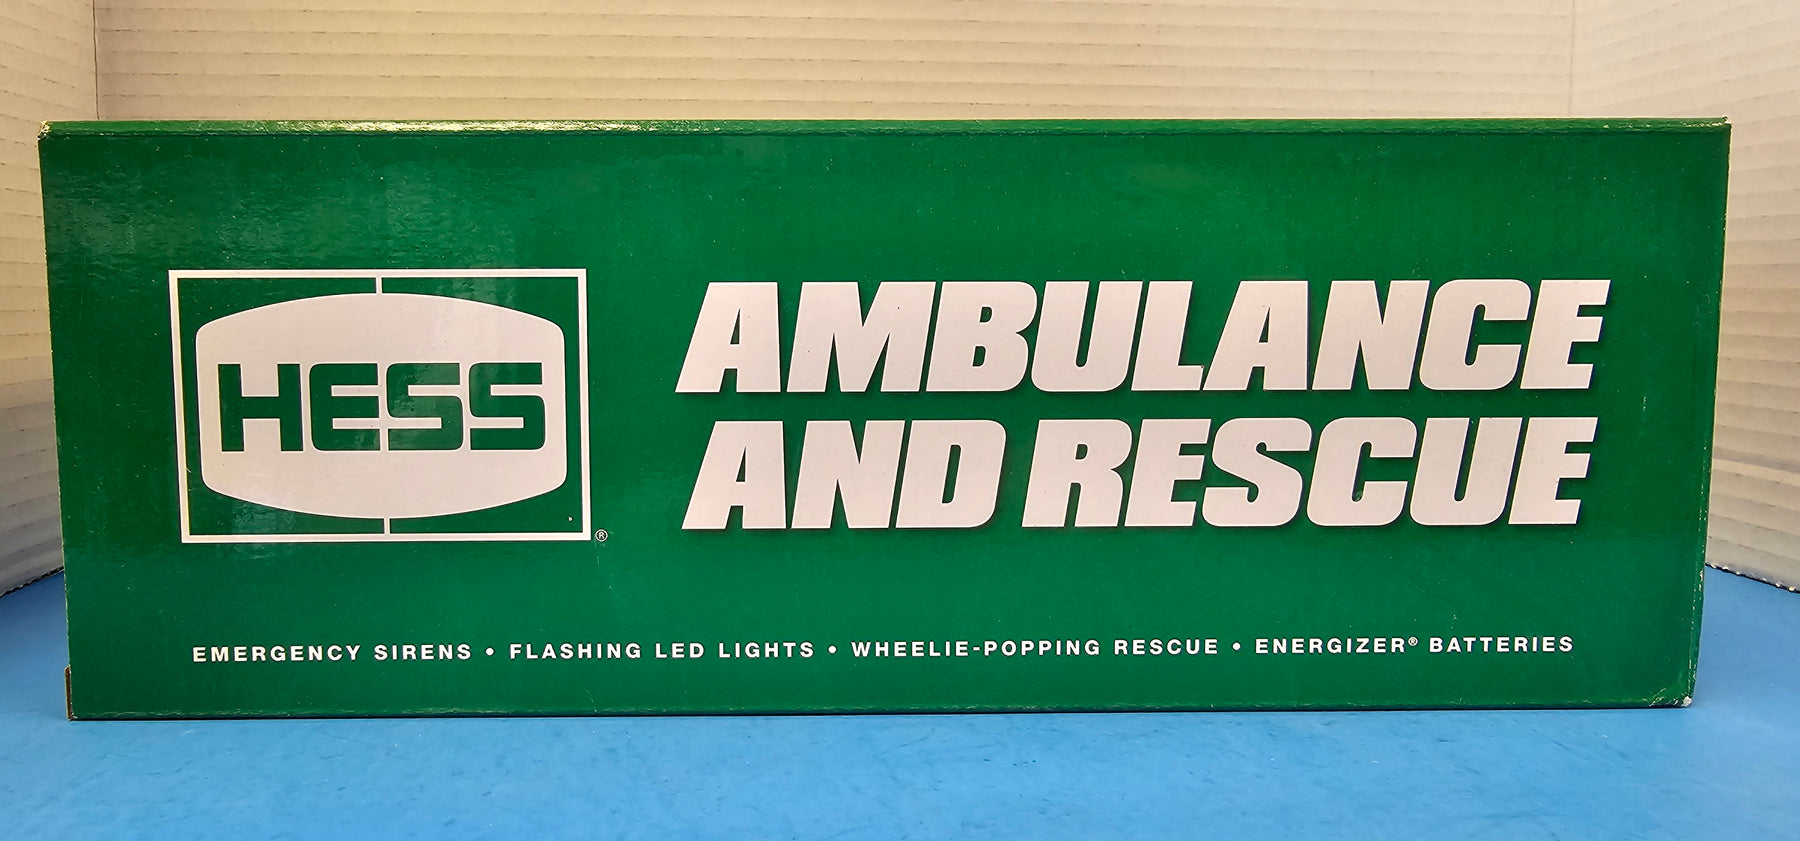 HESS
®
AMBULANCE
AND RESCUE
EMERGENCY SIRENS • FLASHING LED LIGHTS • WHEELIE-POPPING RESCUE • ENERGIZER® BATTERIES